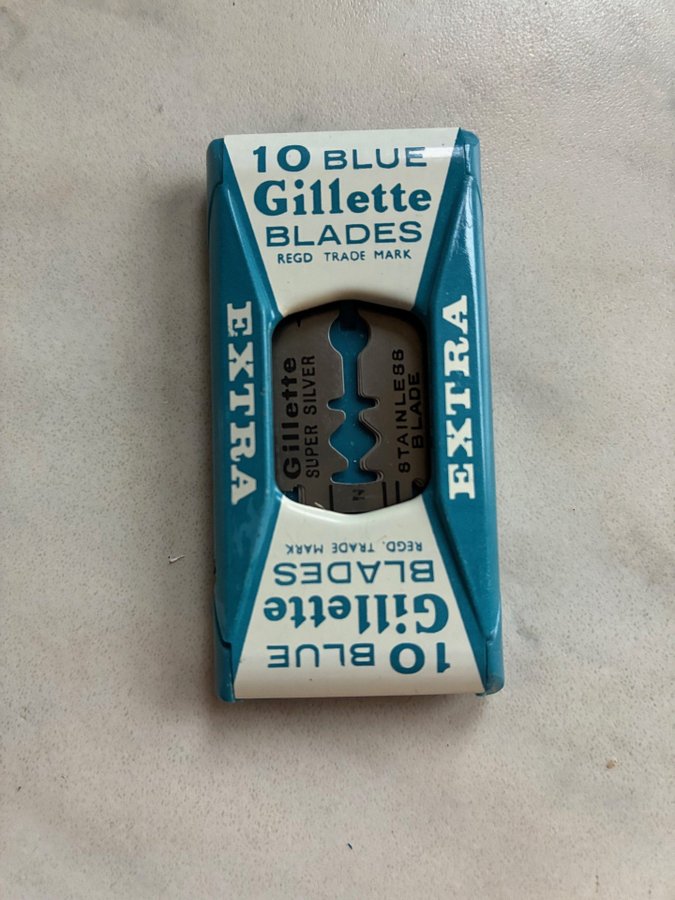 10 BLUE
Gillette
BLADES
REGD TRADE MARK
EXTRA
EXTRA
Gillette
SUPER SILVER
STAINLESS
BLADE
REGD. TRADE MARK
BLADES
Gillette
10 BLUE